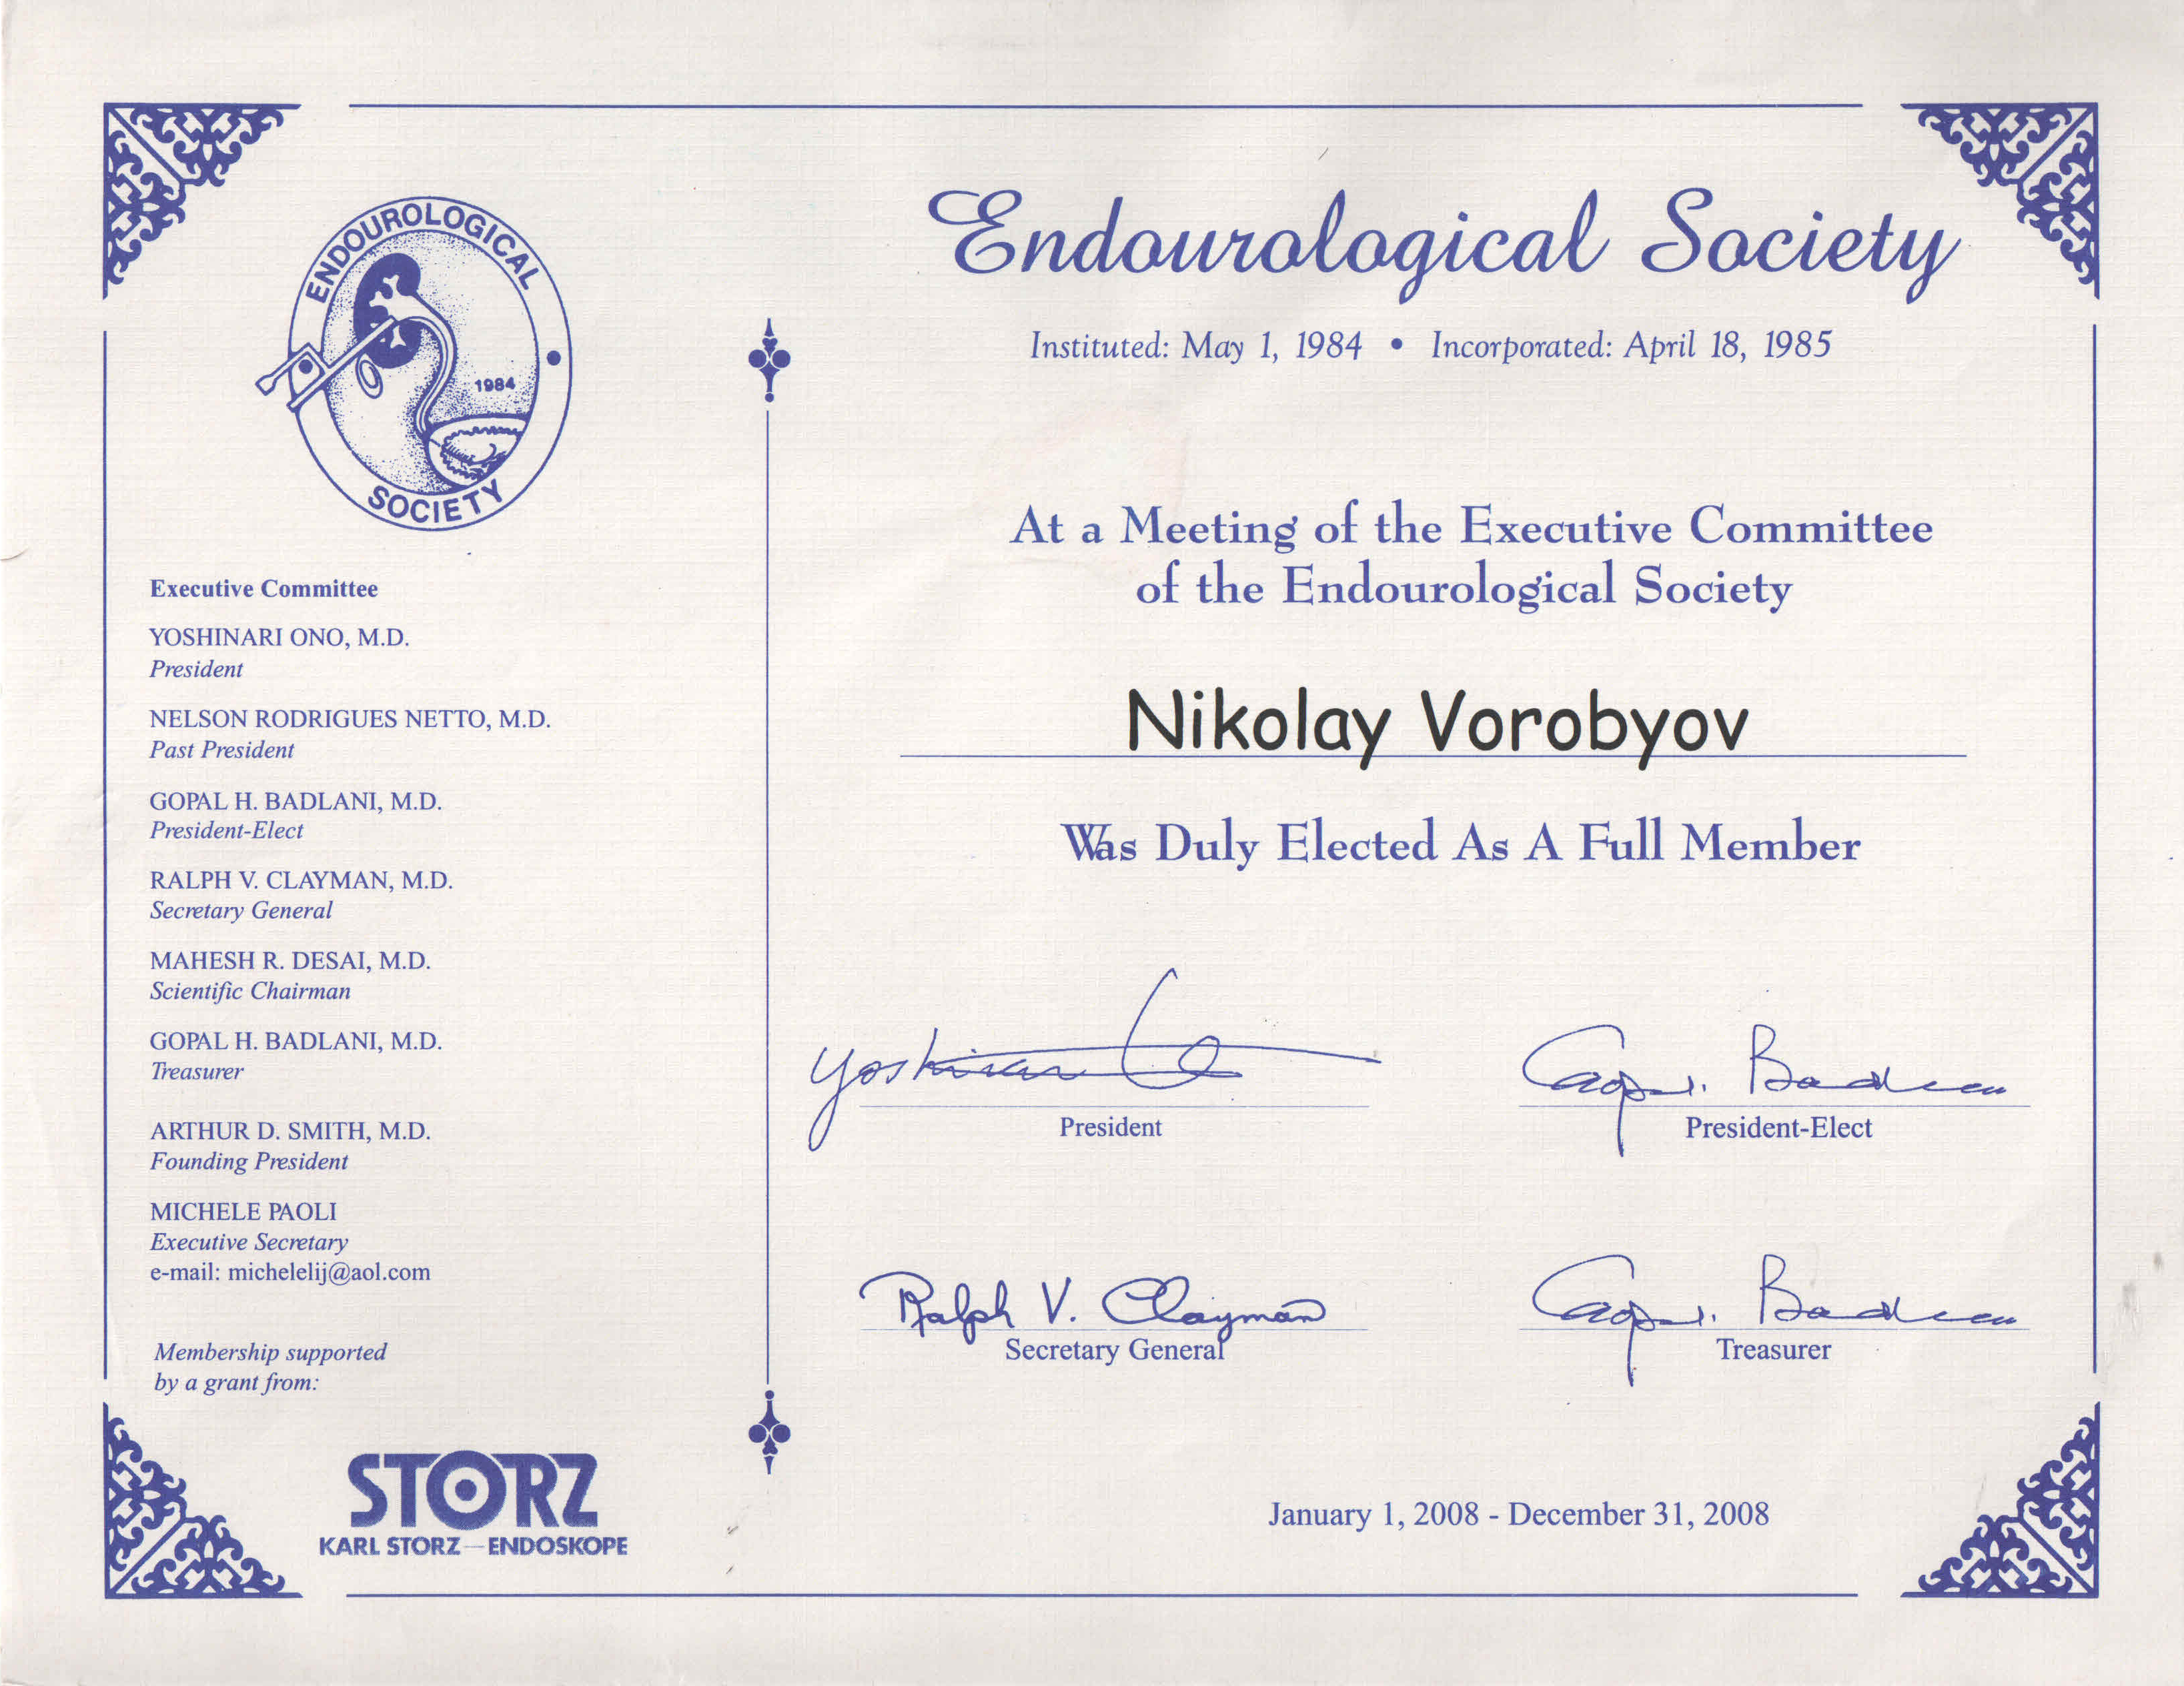 ENDOUROLOGICAL
1984
SOCIETY
Executive Committee
YOSHINARI ONO, M.D.
President
NELSON RODRIGUES NETTO, M.D.
Past President
GOPAL H. BADLANI, M.D.
President-Elect
RALPH V. CLAYMAN, M.D.
Secretary General
MAHESH R. DESAI, M.D.
Scientific Chairman
GOPAL H. BADLANI, M.D.
Treasurer
ARTHUR D. SMITH, M.D.
Founding President
MICHELE PAOLI
Executive Secretary
e-mail: michelelij@aol.com
Membership supported
by a grant from:
STORZ
KARL STORZ — ENDOSKOPE
Endourological Society
Instituted: May 1, 1984 • Incorporated: April 18, 1985
At a Meeting of the Executive Committee
of the Endourological Society
Nikolay Vorobyov
Was Duly Elected As A Full Member
President
President-Elect
Ralph V. Clayman
Secretary General
Treasurer
January 1, 2008 - December 31, 2008